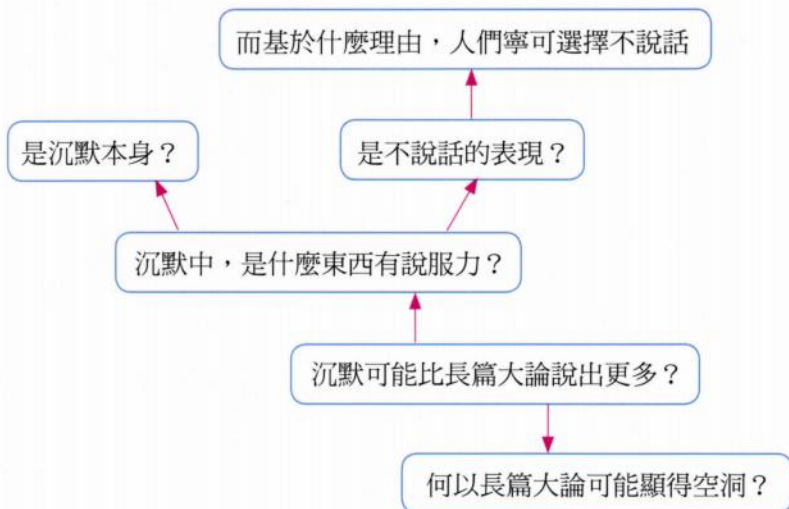 而基於什麼理由，人們寧可選擇不說話
是沉默本身？
是不說話的表現？
沉默中，是什麼東西有說服力？
沉默可能比長篇大論說出更多？
何以長篇大論可能顯得空洞？